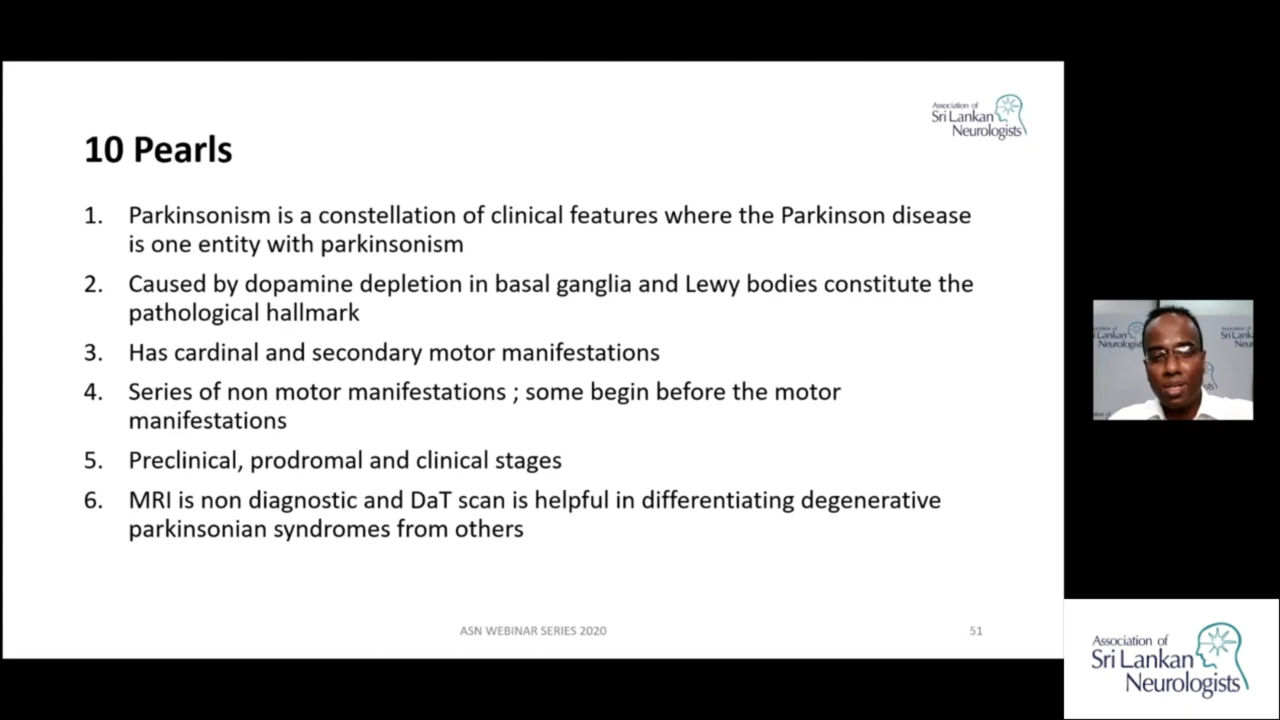 Association of
Sri Lankan
Neurologists
10 Pearls
1. Parkinsonism is a constellation of clinical features where the Parkinson disease
is one entity with parkinsonism
2. Caused by dopamine depletion in basal ganglia and Lewy bodies constitute the
pathological hallmark
3. Has cardinal and secondary motor manifestations
4. Series of non motor manifestations ; some begin before the motor
manifestations
5. Preclinical, prodromal and clinical stages
6. MRI is non diagnostic and DaT scan is helpful in differentiating degenerative
parkinsonian syndromes from others
ASN WEBINAR SERIES 2020
51
Association of
Sri Lankan
Neurologists